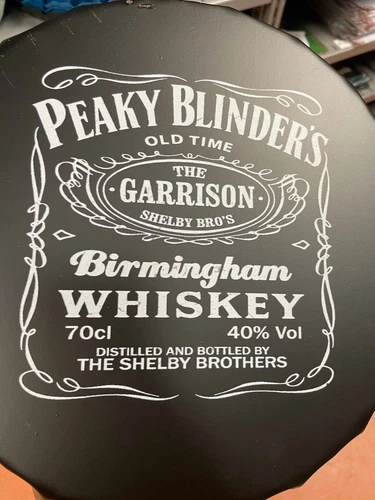 PEAKY BLINDER'S
OLD TIME
THE
GARRISON
SHELBY BRO'S
Birmingham
WHISKEY
70cl 40% Vol
DISTILLED AND BOTTLED BY
THE SHELBY BROTHERS